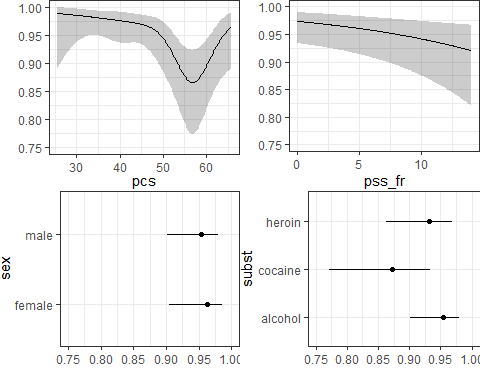 1.00
0.95
0.90
0.85
0.80
0.75
30 40 50 60
pcs
1.00
0.95
0.90
0.85
0.80
0.75
0 5 10
pss_fr
male
female
sex
0.75 0.80 0.85 0.90 0.95 1.00
heroin
cocaine
alcohol
subst
0.75 0.80 0.85 0.90 0.95 1.00